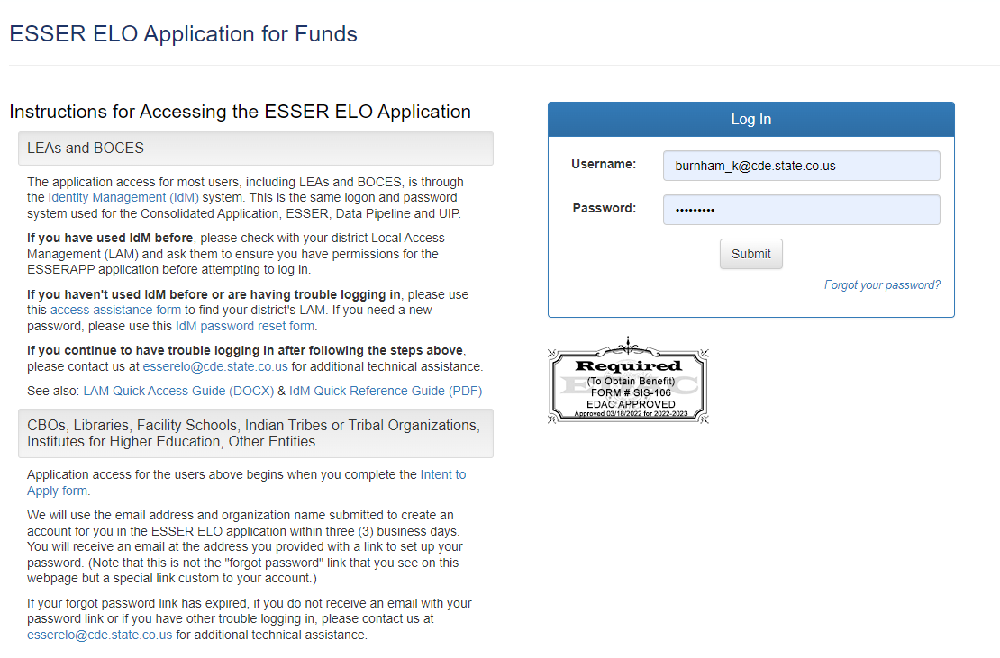 ESSER ELO Application for Funds
Instructions for Accessing the ESSER ELO Application
LEAs and BOCES
The application access for most users, including LEAs and BOCES, is through
the Identity Management (IdM) system. This is the same logon and password
system used for the Consolidated Application, ESSER, Data Pipeline and UIP.
If you have used IdM before, please check with your district Local Access
Management (LAM) and ask them to ensure you have permissions for the
ESSERAPP application before attempting to log in.
If you haven't used IdM before or are having trouble logging in, please use
this access assistance form to find your district's LAM. If you need a new
password, please use this IdM password reset form.
If you continue to have trouble logging in after following the steps above,
please contact us at esserelo@cde.state.co.us for additional technical assistance.
See also: LAM Quick Access Guide (DOCX) & IdM Quick Reference Guide (PDF)
CBOs, Libraries, Facility Schools, Indian Tribes or Tribal Organizations,
Institutes for Higher Education, Other Entities
Application access for the users above begins when you complete the Intent to
Apply form.
We will use the email address and organization name submitted to create an
account for you in the ESSER ELO application within three (3) business days.
You will receive an email at the address you provided with a link to set up your
password. (Note that this is not the "forgot password" link that you see on this
webpage but a special link custom to your account.)
If your forgot password link has expired, if you do not receive an email with your
password link or if you have other trouble logging in, please contact us at
esserelo@cde.state.co.us for additional technical assistance.
Log In
Username: burnham_k@cde.state.co.us
Password: •••••••••
Submit
Forgot your password?
EDAC
Required
(To Obtain Benefit)
FORM # SIS-106
EDAC APPROVED
Approved 03/18/2022 for 2022-2023